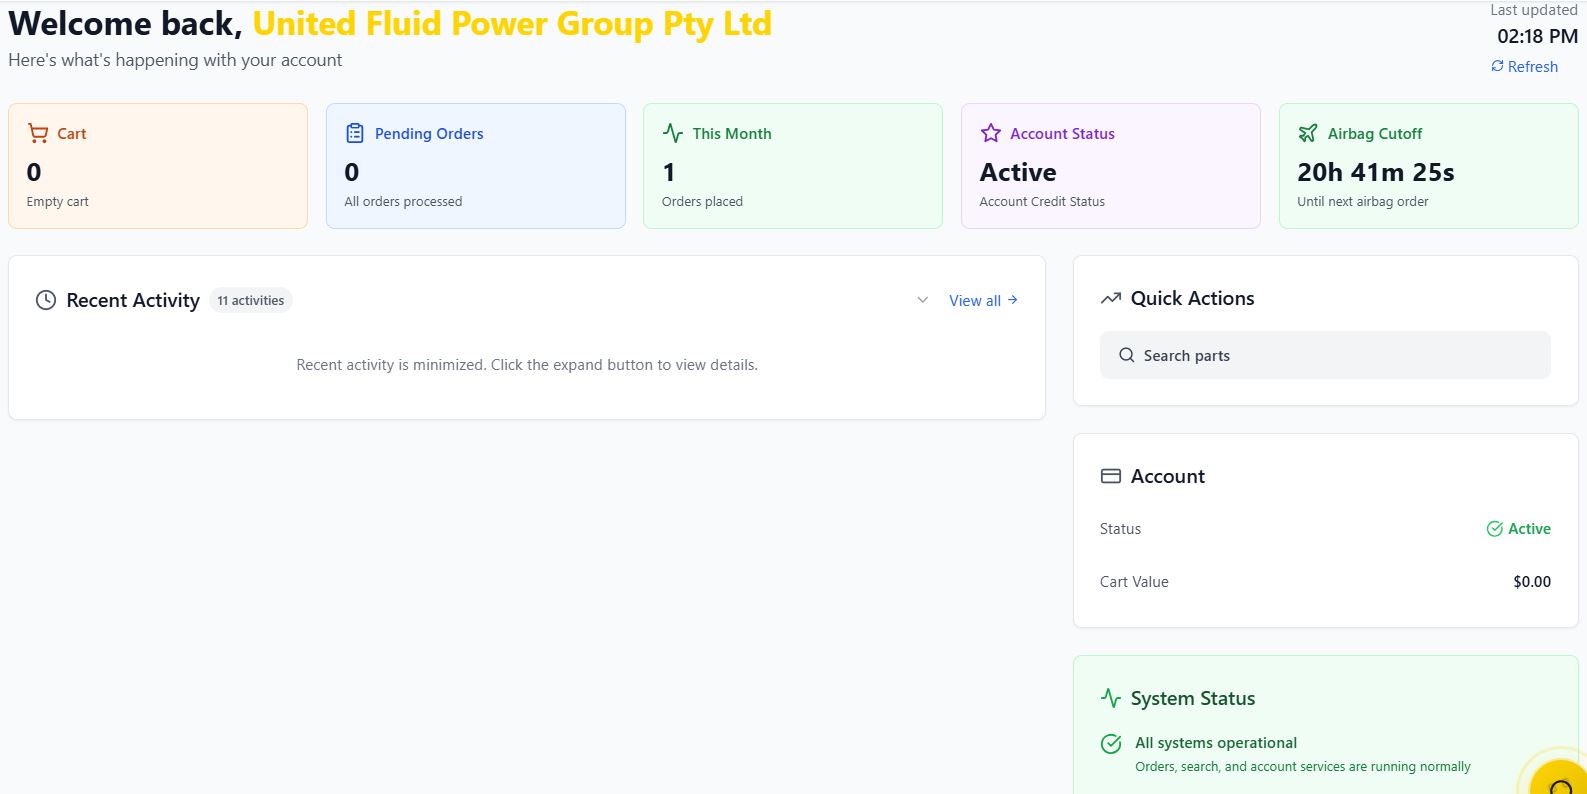 Welcome back, United Fluid Power Group Pty Ltd
Here's what's happening with your account
Last updated
02:18 PM
Refresh
Cart
0
Empty cart
Pending Orders
0
All orders processed
This Month
1
Orders placed
Account Status
Active
Account Credit Status
Airbag Cutoff
20h 41m 25s
Until next airbag order
Recent Activity 11 activities
View all
Recent activity is minimized. Click the expand button to view details.
Quick Actions
Search parts
Account
Status Active
Cart Value $0.00
System Status
All systems operational
Orders, search, and account services are running normally